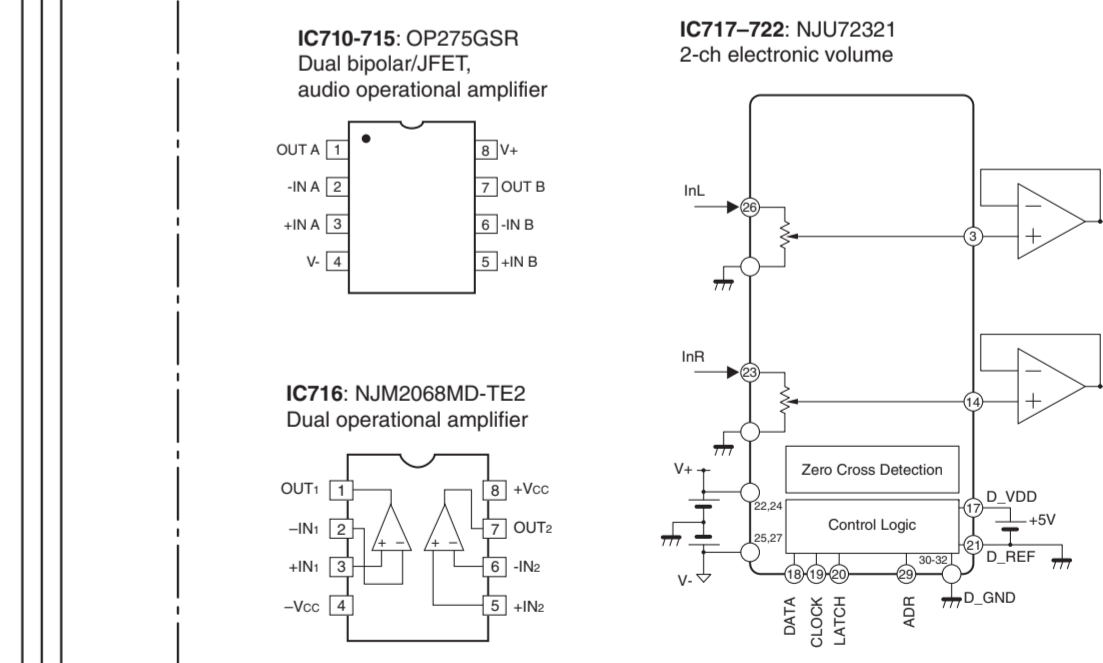 IC710-715: OP275GSR
Dual bipolar/JFET,
audio operational amplifier
OUT A 1
-IN A 2
+IN A 3
V- 4
8 V+
7 OUT B
6 -IN B
5 +IN B
IC716: NJM2068MD-TE2
Dual operational amplifier
OUT1 1
–IN1 2
+IN1 3
–VCC 4
8 +VCC
7 OUT2
6 -IN2
5 +IN2
+ –
+ –
IC717–722: NJU72321
2-ch electronic volume
InL
26
3
–
+
InR
23
14
–
+
V+
22,24
25,27
V-
Zero Cross Detection
Control Logic
17
D_VDD
+5V
21
D_REF
30-32
D_GND
18
19
20
29
DATA
CLOCK
LATCH
ADR